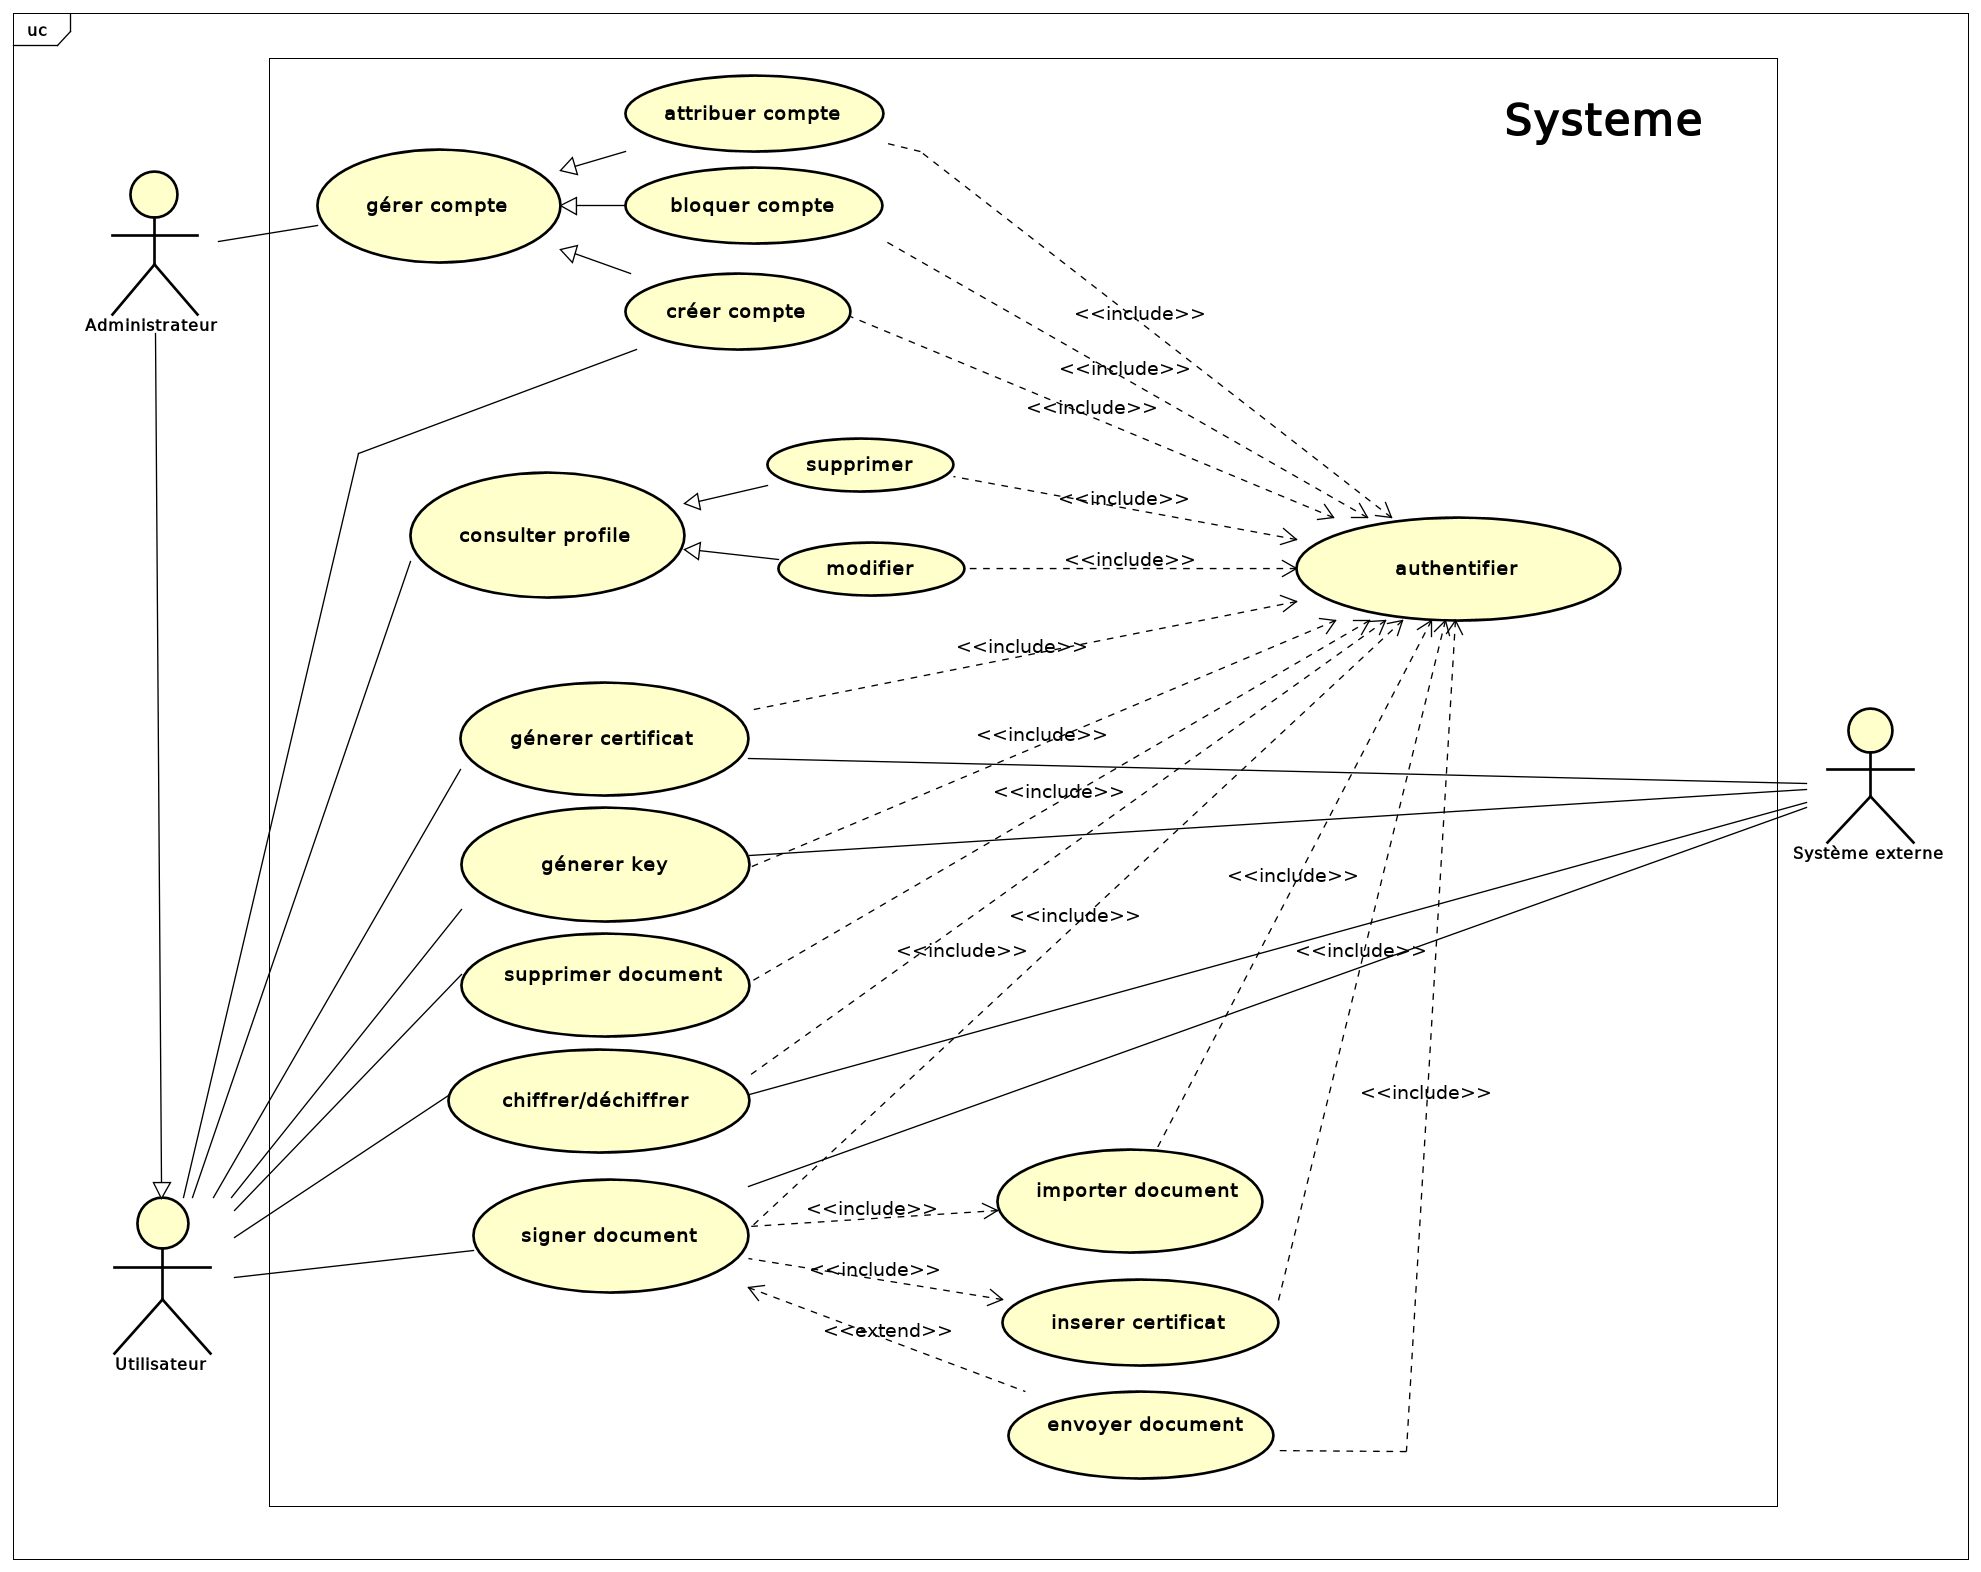 uc
Systeme
attribuer compte
gérer compte
bloquer compte
créer compte
Administrateur
<<include>>
<<include>>
<<include>>
supprimer
consulter profile
<<include>>
modifier
<<include>>
authentifier
<<include>>
génerer certificat
<<include>>
<<include>>
Système externe
génerer key
<<include>>
<<include>>
supprimer document
<<include>>
<<include>>
chiffrer/déchiffrer
<<include>>
importer document
<<include>>
signer document
<<include>>
inserer certificat
<<extend>>
Utilisateur
envoyer document